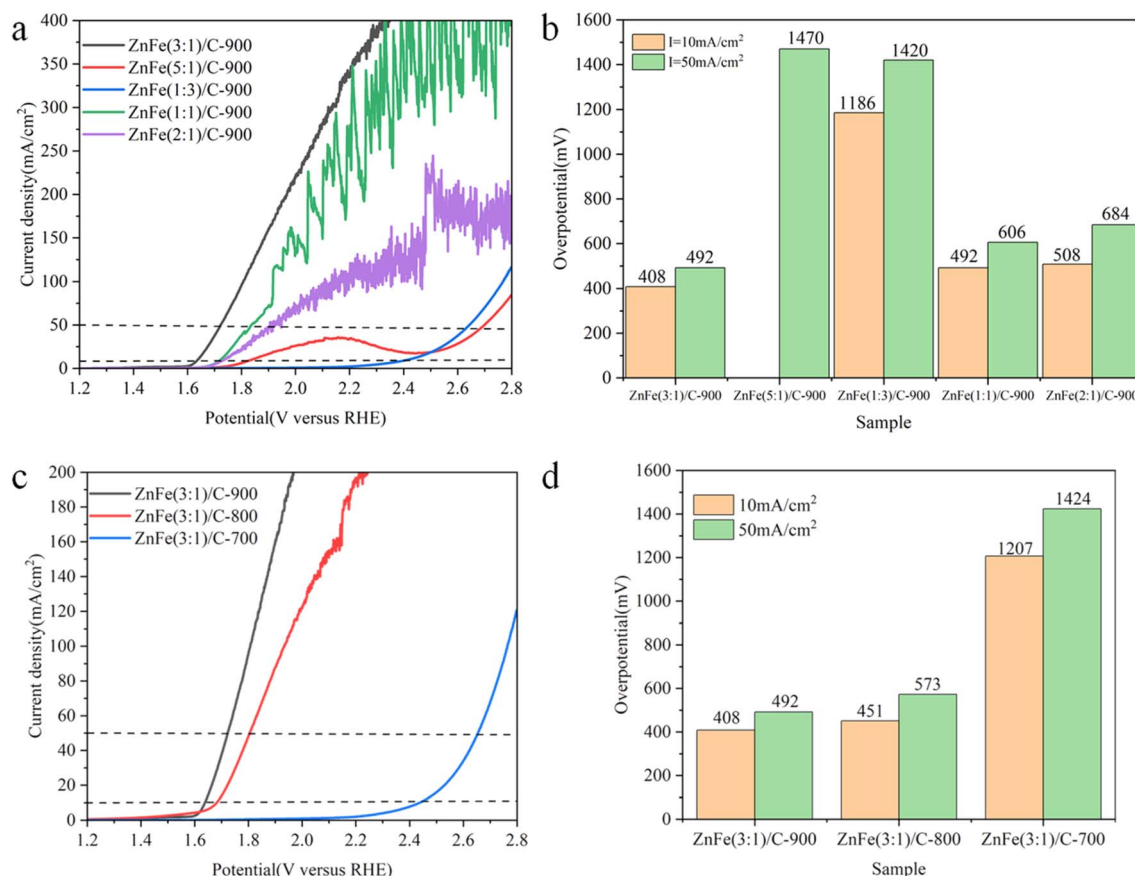 a
400
350
300
250
200
150
100
50
0
Current density(mA/cm²)
ZnFe(3:1)/C-900
ZnFe(5:1)/C-900
ZnFe(1:3)/C-900
ZnFe(1:1)/C-900
ZnFe(2:1)/C-900
1.2 1.4 1.6 1.8 2.0 2.2 2.4 2.6 2.8
Potential(V versus RHE)
b
1600
1400
1200
1000
800
600
400
200
0
Overpotential(mV)
I=10mA/cm²
I=50mA/cm²
408 492 1470 1186 1420 492 606 508 684
ZnFe(3:1)/C-900 ZnFe(5:1)/C-900 ZnFe(1:3)/C-900 ZnFe(1:1)/C-900 ZnFe(2:1)/C-900
Sample
c
200
180
160
140
120
100
80
60
40
20
0
Current density(mA/cm²)
ZnFe(3:1)/C-900
ZnFe(3:1)/C-800
ZnFe(3:1)/C-700
1.2 1.4 1.6 1.8 2.0 2.2 2.4 2.6 2.8
Potential(V versus RHE)
d
1600
1400
1200
1000
800
600
400
200
0
Overpotential(mV)
10mA/cm²
50mA/cm²
408 492 451 573 1207 1424
ZnFe(3:1)/C-900 ZnFe(3:1)/C-800 ZnFe(3:1)/C-700
Sample